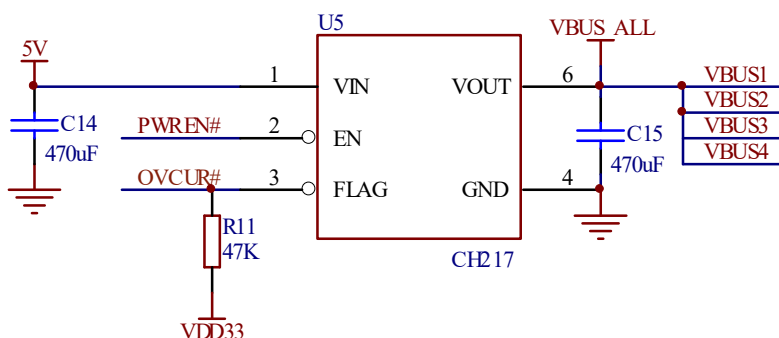 U5
VBUS_ALL
5V
1
VIN
VOUT
6
VBUS1
VBUS2
VBUS3
VBUS4
C14
470uF
PWREN#
2
EN
C15
470uF
OVCUR#
3
FLAG
GND
4
R11
47K
CH217
VDD33